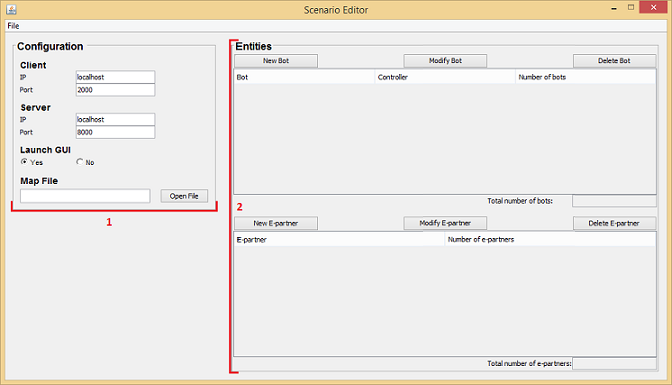 Scenario Editor
File
Configuration
Client
IP localhost
Port 2000
Server
IP localhost
Port 8000
Launch GUI
Yes No
Map File
Open File
1
2
Entities
New Bot Modify Bot Delete Bot
Bot Controller Number of bots
Total number of bots:
New E-partner Modify E-partner Delete E-partner
E-partner Number of e-partners
Total number of e-partners: